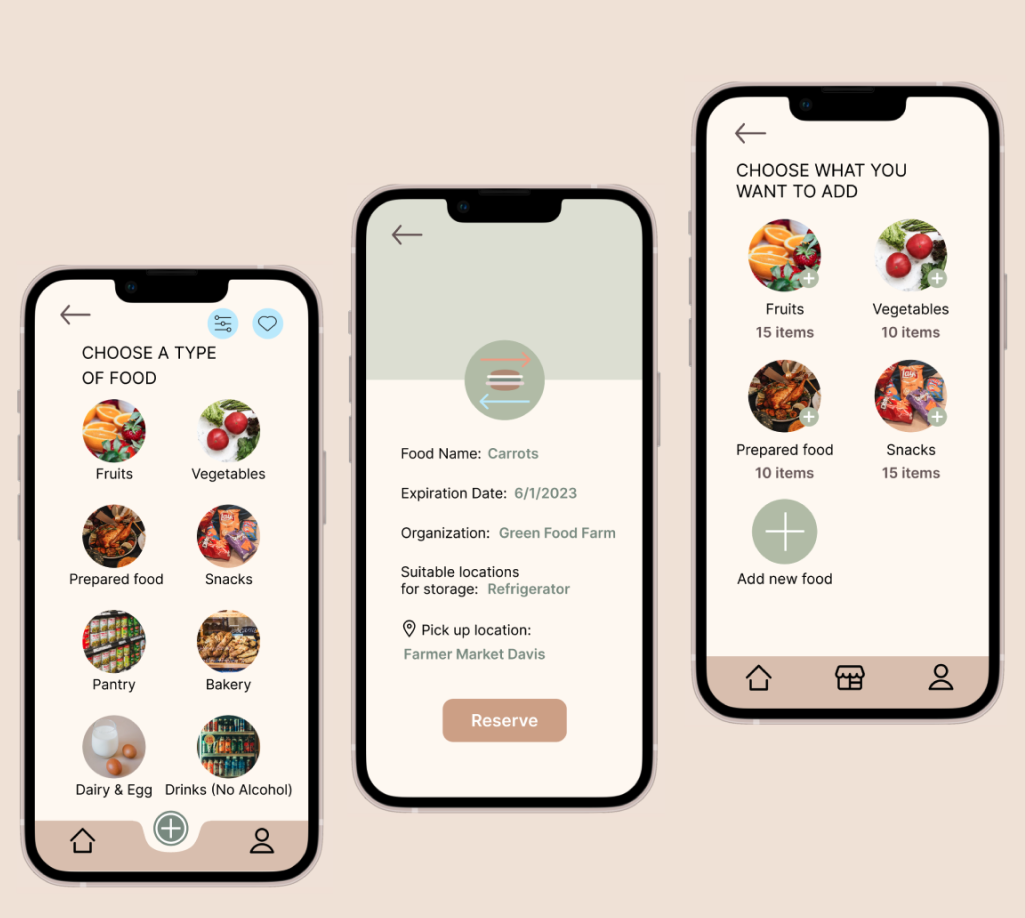 CHOOSE A TYPE
OF FOOD
Fruits
Vegetables
Prepared food
Snacks
Pantry
Bakery
Dairy & Egg
Drinks (No Alcohol)
Food Name: Carrots
Expiration Date: 6/1/2023
Organization: Green Food Farm
Suitable locations
for storage: Refrigerator
Pick up location:
Farmer Market Davis
Reserve
CHOOSE WHAT YOU
WANT TO ADD
Fruits
15 items
Vegetables
10 items
Prepared food
10 items
Snacks
15 items
Add new food